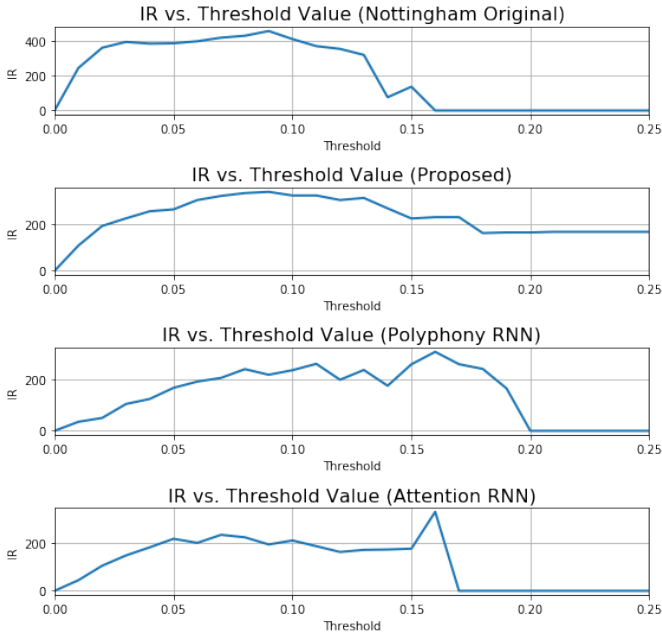 IR vs. Threshold Value (Nottingham Original)
400
200
0
IR
0.00 0.05 0.10 0.15 0.20 0.25
Threshold
IR vs. Threshold Value (Proposed)
200
0
IR
0.00 0.05 0.10 0.15 0.20 0.25
Threshold
IR vs. Threshold Value (Polyphony RNN)
200
0
IR
0.00 0.05 0.10 0.15 0.20 0.25
Threshold
IR vs. Threshold Value (Attention RNN)
200
0
IR
0.00 0.05 0.10 0.15 0.20 0.25
Threshold